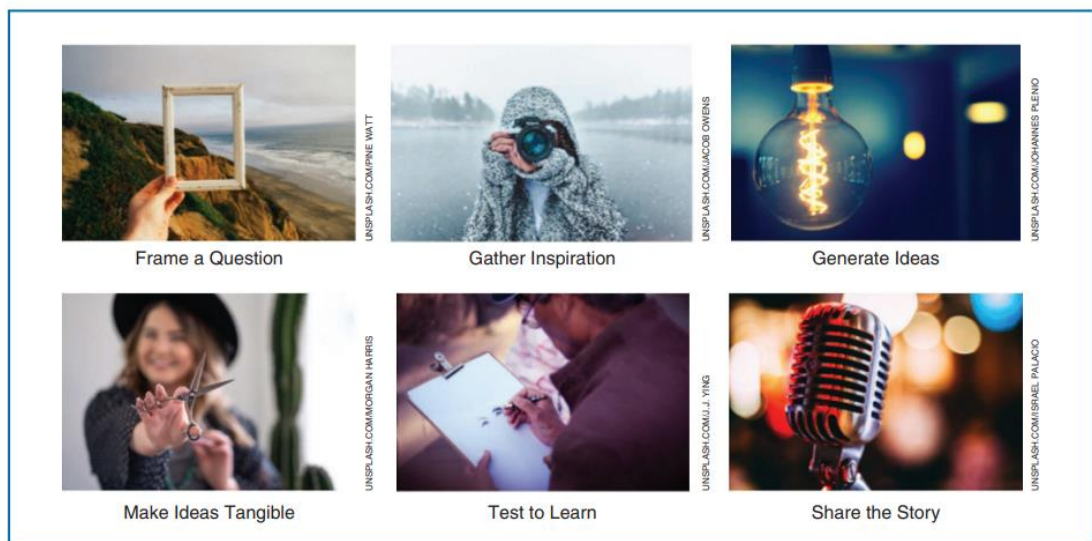 UNSPLASH.COM/PINE WATT
UNSPLASH.COM/JACOB OWENS
UNSPLASH.COM/JOHANNES PLENIO
Frame a Question
Gather Inspiration
Generate Ideas
UNSPLASH.COM/MORGAN HARRIS
UNSPLASH.COM/J.J. YING
UNSPLASH.COM/ISRAEL PALACIO
Make Ideas Tangible
Test to Learn
Share the Story